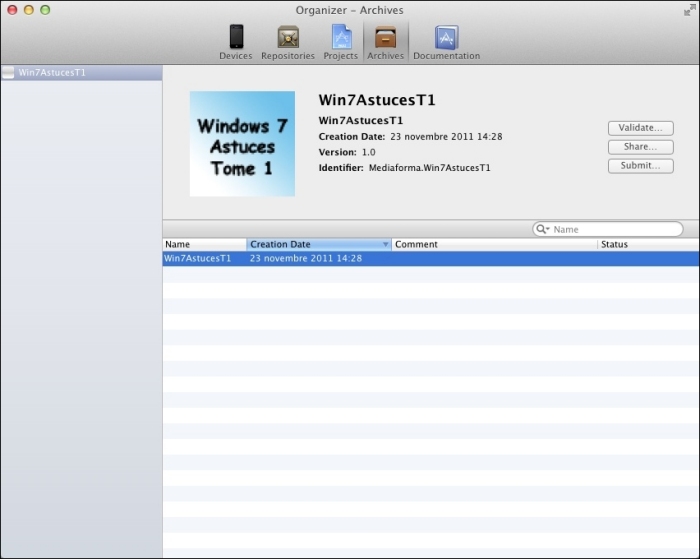 Organizer – Archives
Devices Repositories Projects Archives Documentation
Win7AstucesT1
Windows 7
Astuces
Tome 1
Win7AstucesT1
Win7AstucesT1
Creation Date: 23 novembre 2011 14:28
Version: 1.0
Identifier: Mediaforma.Win7AstucesT1
Validate...
Share...
Submit...
Name
Name Creation Date Comment Status
Win7AstucesT1 23 novembre 2011 14:28